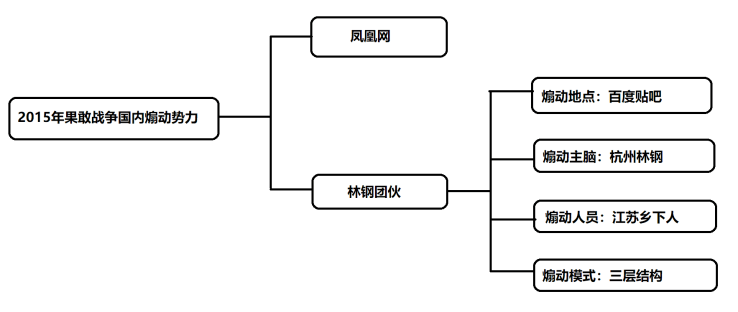 2015年果敢战争国内煽动势力
凤凰网
林钢团伙
煽动地点：百度贴吧
煽动主脑：杭州林钢
煽动人员：江苏乡下人
煽动模式：三层结构